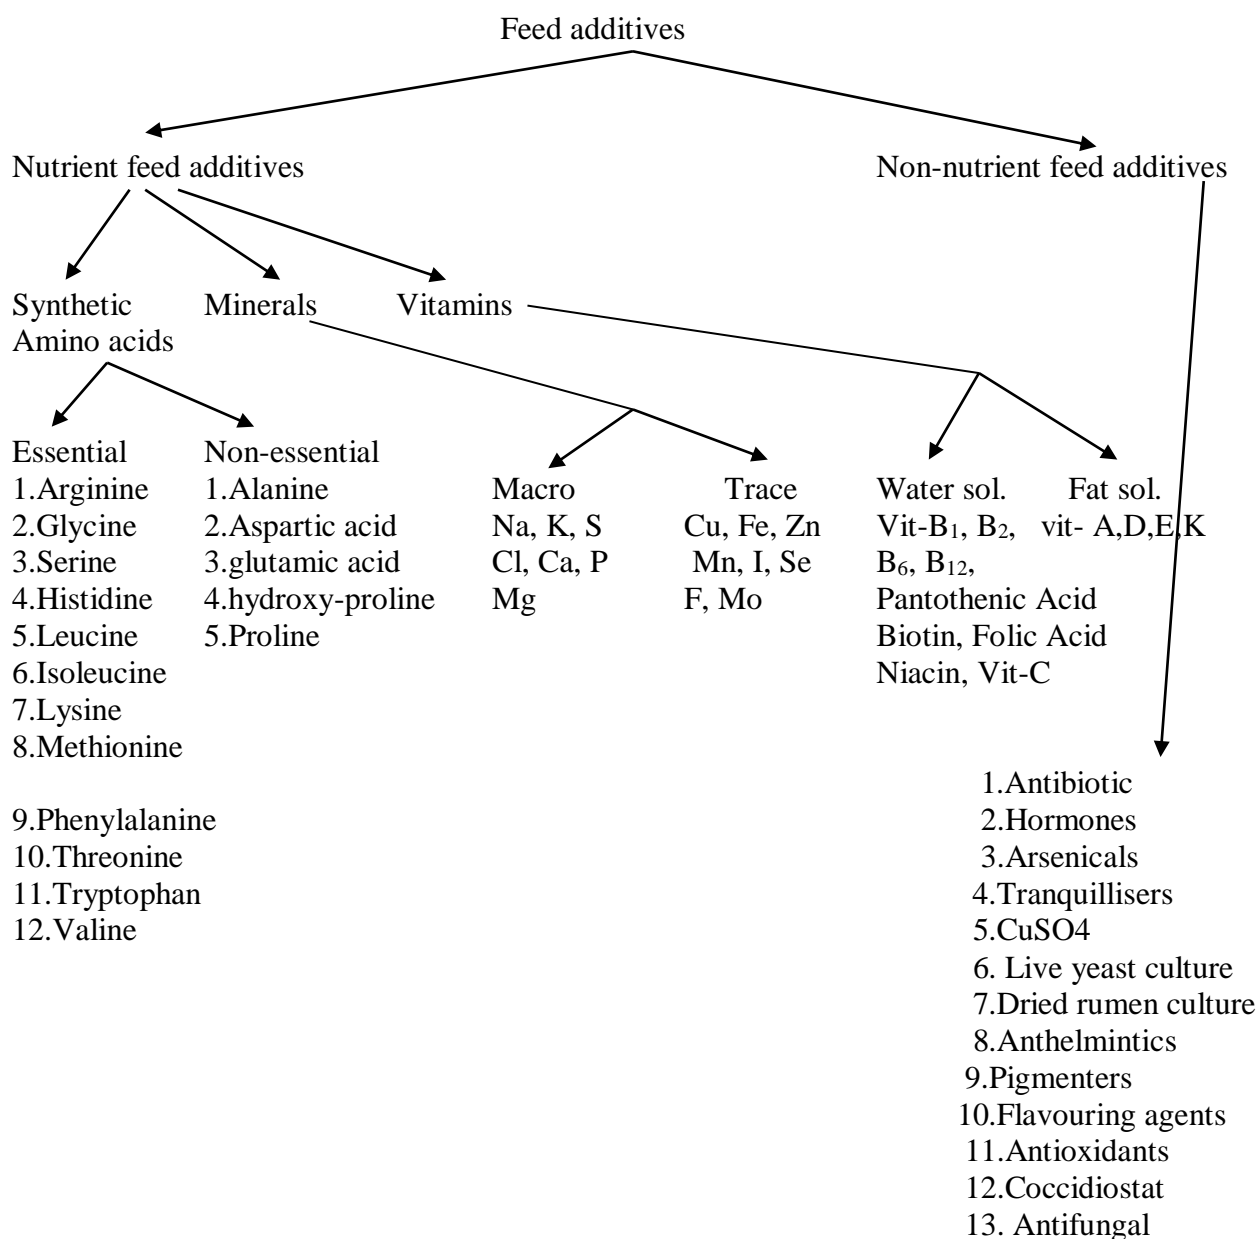 Feed additives
Nutrient feed additives
Non-nutrient feed additives
Synthetic
Amino acids
Minerals
Vitamins
Essential
1.Arginine
2.Glycine
3.Serine
4.Histidine
5.Leucine
6.Isoleucine
7.Lysine
8.Methionine
9.Phenylalanine
10.Threonine
11.Tryptophan
12.Valine
Non-essential
1.Alanine
2.Aspartic acid
3.glutamic acid
4.hydroxy-proline
5.Proline
Macro
Na, K, S
Cl, Ca, P
Mg
Trace
Cu, Fe, Zn
Mn, I, Se
F, Mo
Water sol.
Vit-B₁, B₂,
B₆, B₁₂,
Pantothenic Acid
Biotin, Folic Acid
Niacin, Vit-C
Fat sol.
vit- A,D,E,K
1.Antibiotic
2.Hormones
3.Arsenicals
4.Tranquillisers
5.CuSO4
6. Live yeast culture
7.Dried rumen culture
8.Anthelmintics
9.Pigmenters
10.Flavouring agents
11.Antioxidants
12.Coccidiostat
13. Antifungal